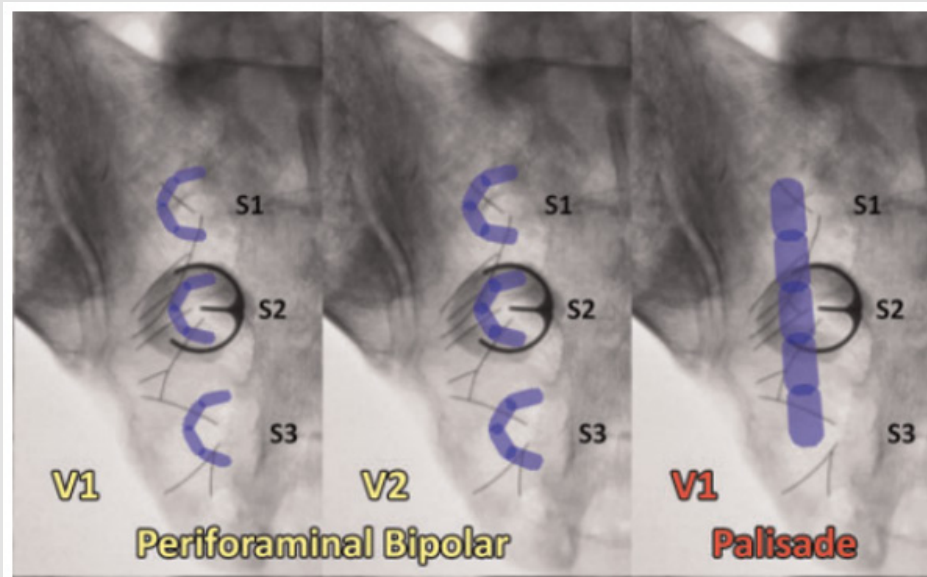 S1 S1 S1
S2 S2 S2
S3 S3 S3
V1 V2 V1
Periforaminal Bipolar Palisade